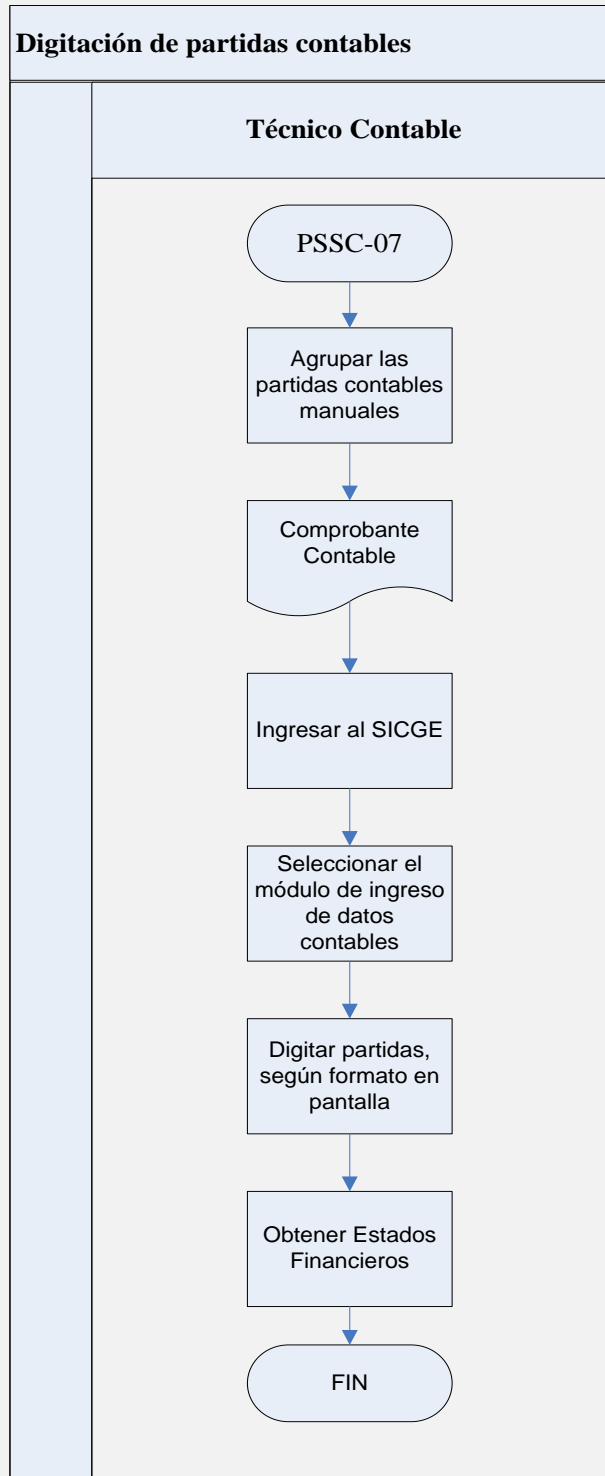 Digitación de partidas contables
Técnico Contable
PSSC-07
Agrupar las
partidas contables
manuales
Comprobante
Contable
Ingresar al SICGE
Seleccionar el
módulo de ingreso
de datos
contables
Digitar partidas,
según formato en
pantalla
Obtener Estados
Financieros
FIN